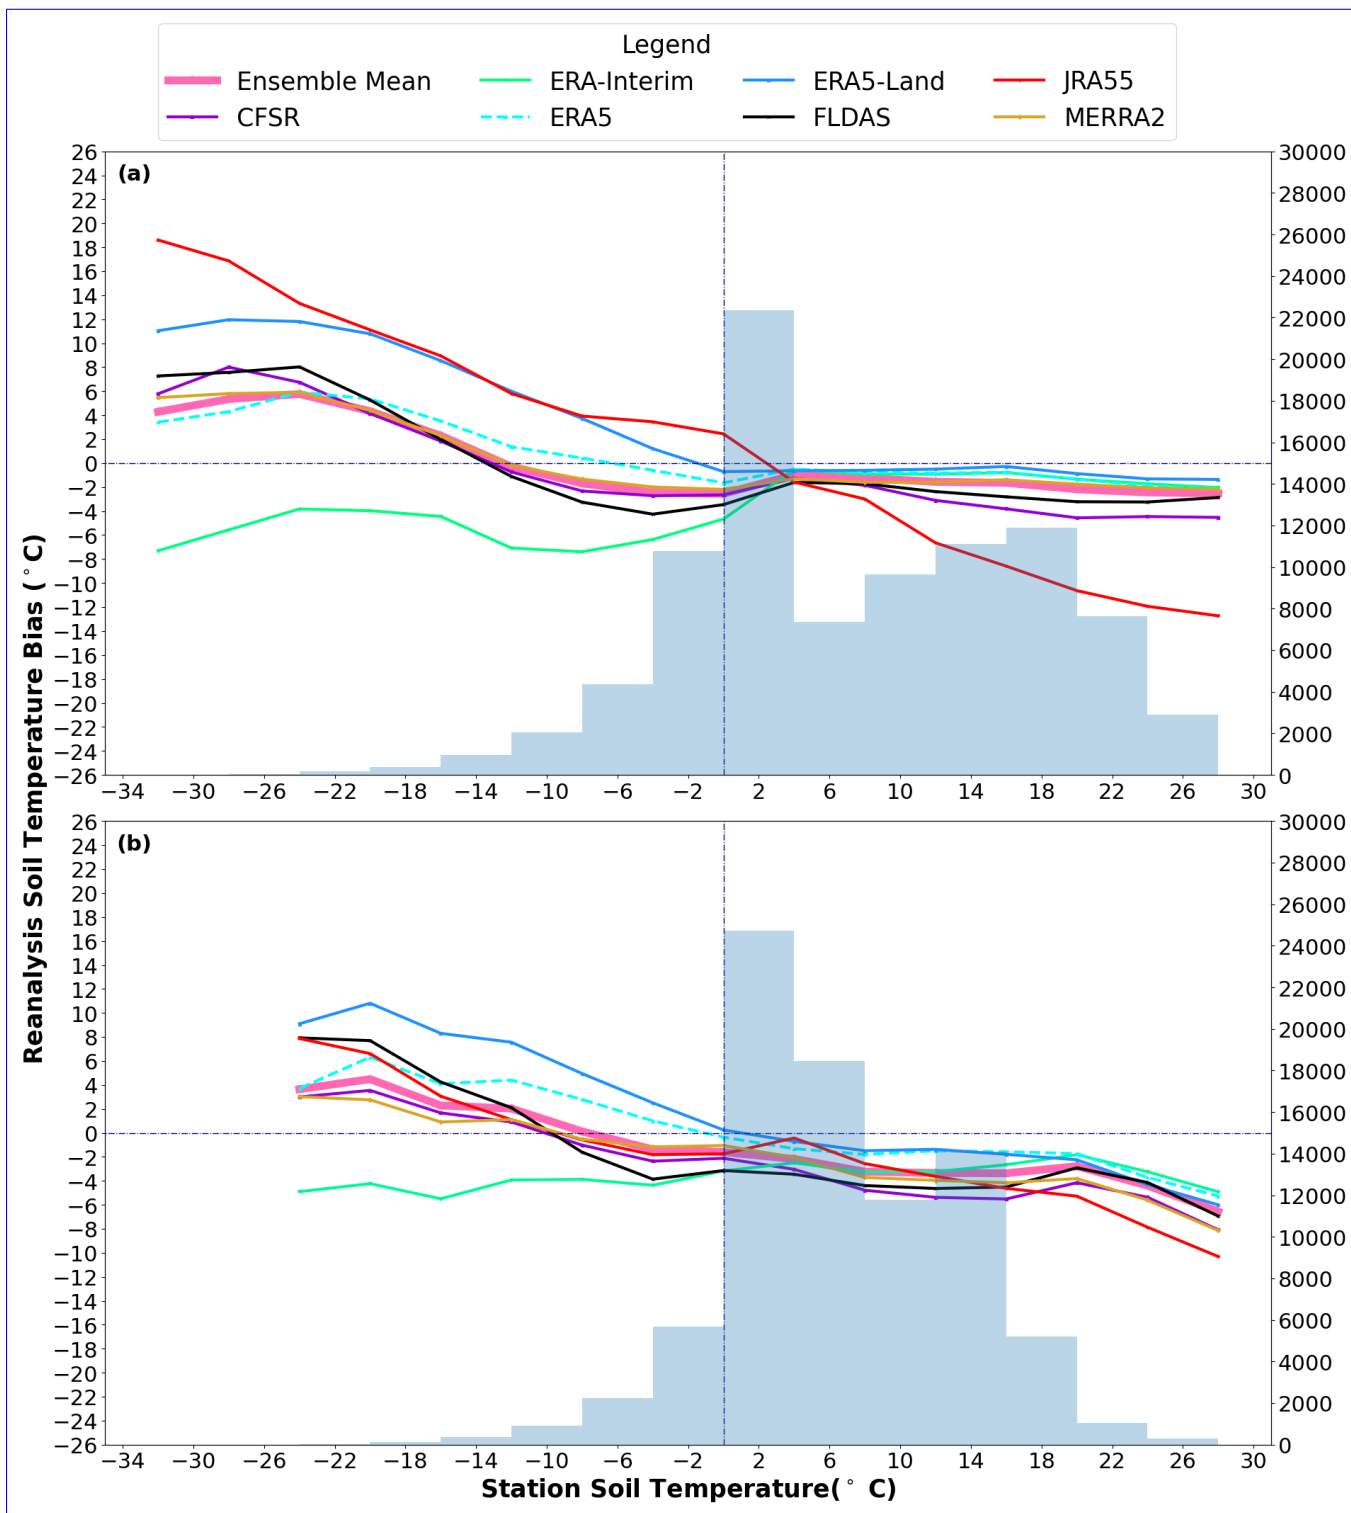 Legend
Ensemble Mean ERA-Interim ERA5-Land JRA55
CFSR ERA5 FLDAS MERRA2
(a)
26 24 22 20 18 16 14 12 10 8 6 4 2 0 −2 −4 −6 −8 −10 −12 −14 −16 −18 −20 −22 −24 −26
30000 28000 26000 24000 22000 20000 18000 16000 14000 12000 10000 8000 6000 4000 2000 0
−34 −30 −26 −22 −18 −14 −10 −6 −2 2 6 10 14 18 22 26 30
Reanalysis Soil Temperature Bias (° C)
(b)
26 24 22 20 18 16 14 12 10 8 6 4 2 0 −2 −4 −6 −8 −10 −12 −14 −16 −18 −20 −22 −24 −26
30000 28000 26000 24000 22000 20000 18000 16000 14000 12000 10000 8000 6000 4000 2000 0
−34 −30 −26 −22 −18 −14 −10 −6 −2 2 6 10 14 18 22 26 30
Station Soil Temperature(° C)